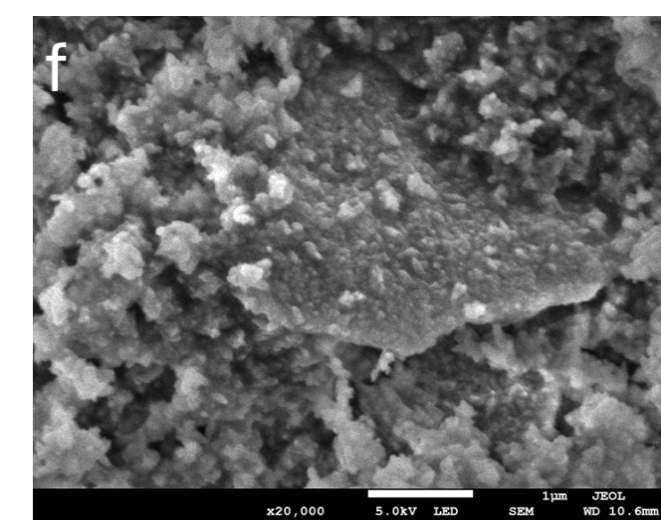 f
1μm JEOL
x20,000 5.0kV LED SEM WD 10.6mm